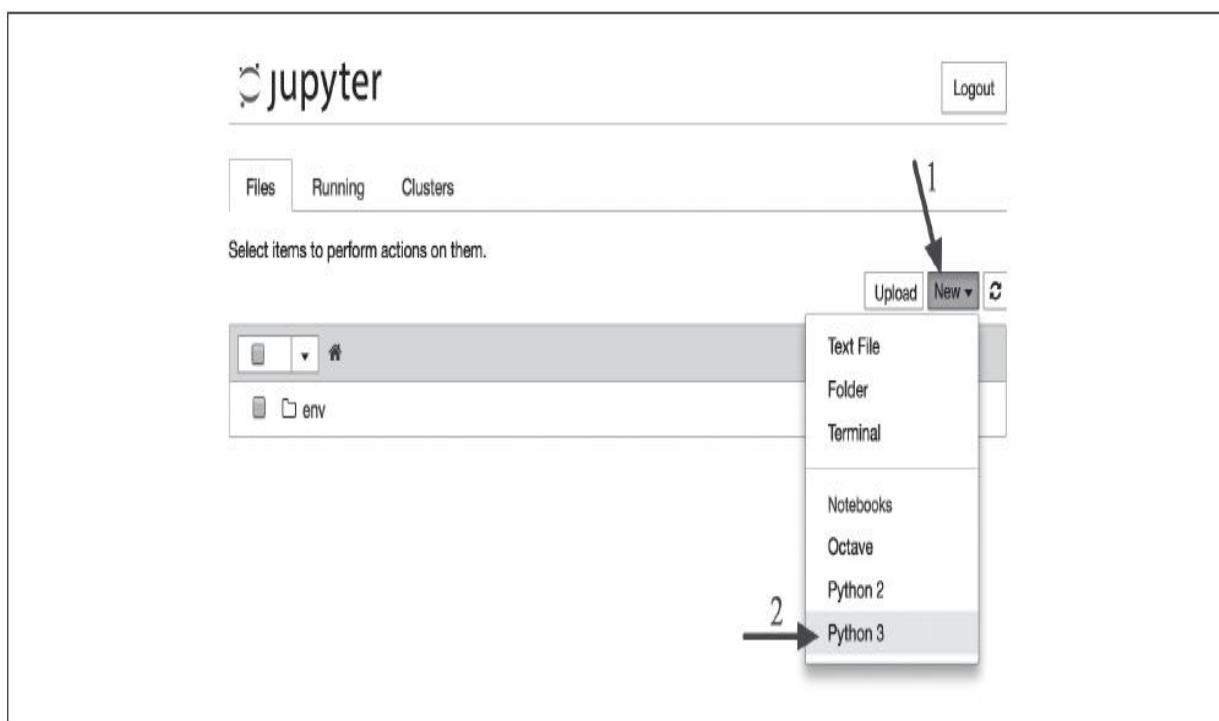 jupyter
Logout
Files Running Clusters
1
Select items to perform actions on them.
Upload New
env
Text File
Folder
Terminal
Notebooks
Octave
Python 2
2
Python 3